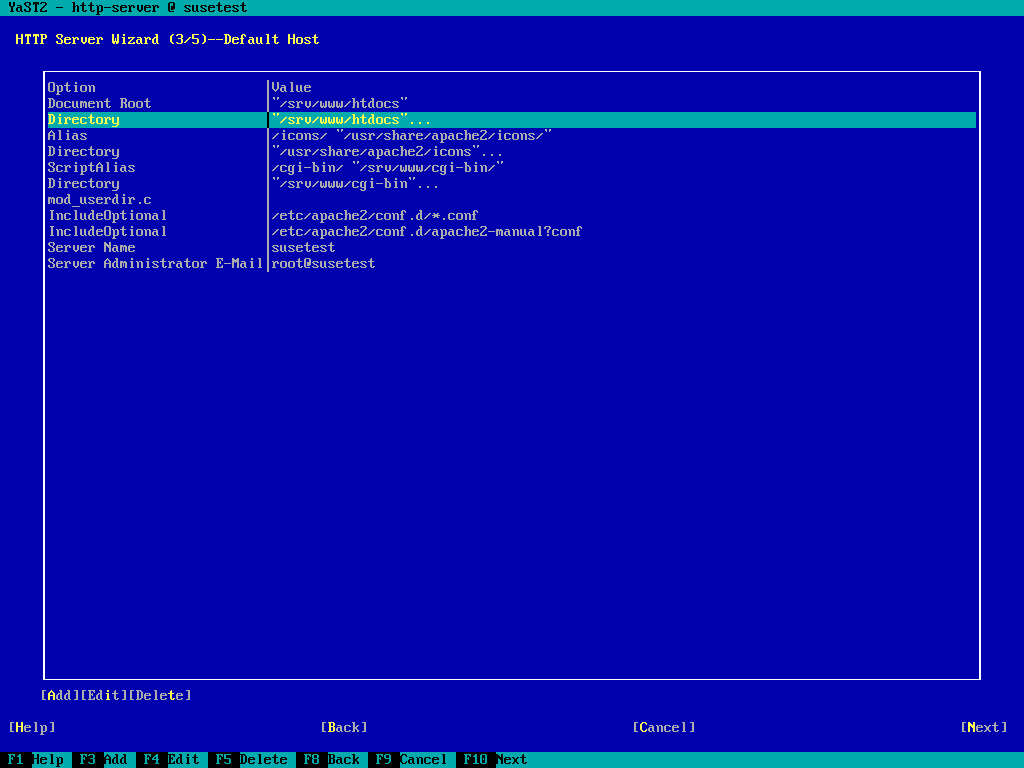 YaST2 - http-server @ susetest
HTTP Server Wizard (3/5)--Default Host
Option |Value
Document Root |"/srv/www/htdocs"
Directory |"/srv/www/htdocs"...
Alias |/icons/ "/usr/share/apache2/icons/"
Directory |"/usr/share/apache2/icons"...
ScriptAlias |/cgi-bin/ "/srv/www/cgi-bin/"
Directory |"/srv/www/cgi-bin"...
mod_userdir.c |
IncludeOptional |/etc/apache2/conf.d/*.conf
IncludeOptional |/etc/apache2/conf.d/apache2-manual?conf
Server Name |susetest
Server Administrator E-Mail|root@susetest
[Add][Edit][Delete]
[Help] [Back] [Cancel] [Next]
F1 Help F3 Add F4 Edit F5 Delete F8 Back F9 Cancel F10 Next